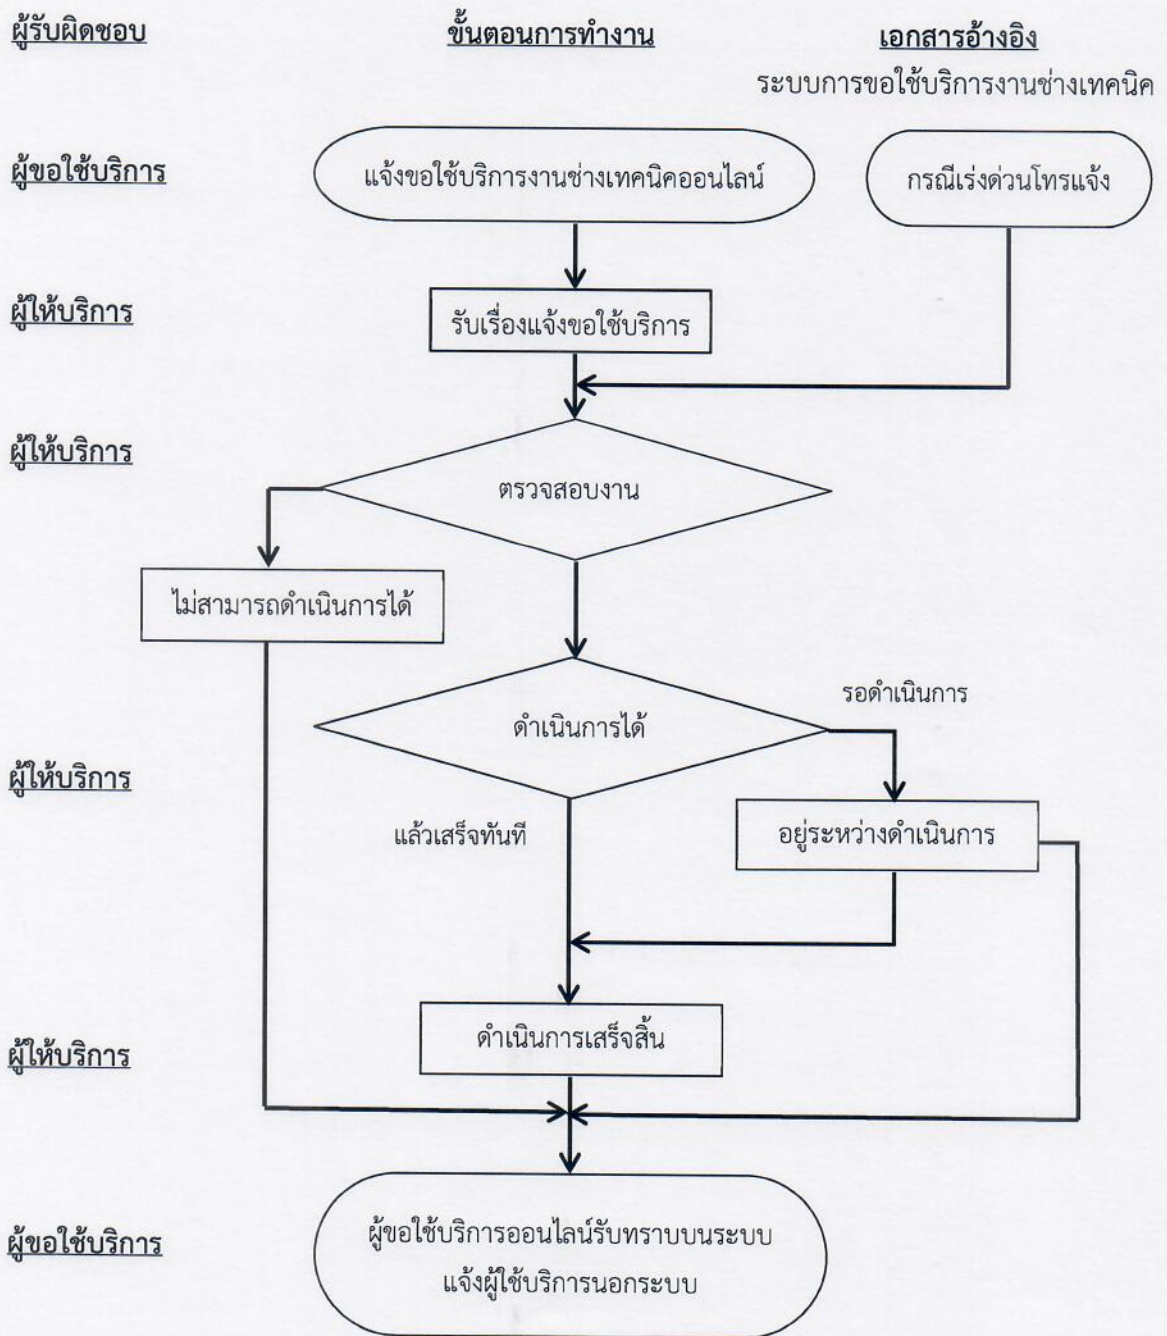 ผู้รับผิดชอบ
ขั้นตอนการทำงาน
เอกสารอ้างอิง
ระบบการขอใช้บริการงานช่างเทคนิค
ผู้ขอใช้บริการ
แจ้งขอใช้บริการงานช่างเทคนิคออนไลน์
กรณีเร่งด่วนโทรแจ้ง
ผู้ให้บริการ
รับเรื่องแจ้งขอใช้บริการ
ผู้ให้บริการ
ตรวจสอบงาน
ไม่สามารถดำเนินการได้
รอดำเนินการ
ดำเนินการได้
ผู้ให้บริการ
แล้วเสร็จทันที
อยู่ระหว่างดำเนินการ
ผู้ให้บริการ
ดำเนินการเสร็จสิ้น
ผู้ขอใช้บริการ
ผู้ขอใช้บริการออนไลน์รับทราบบนระบบ
แจ้งผู้ใช้บริการนอกระบบ